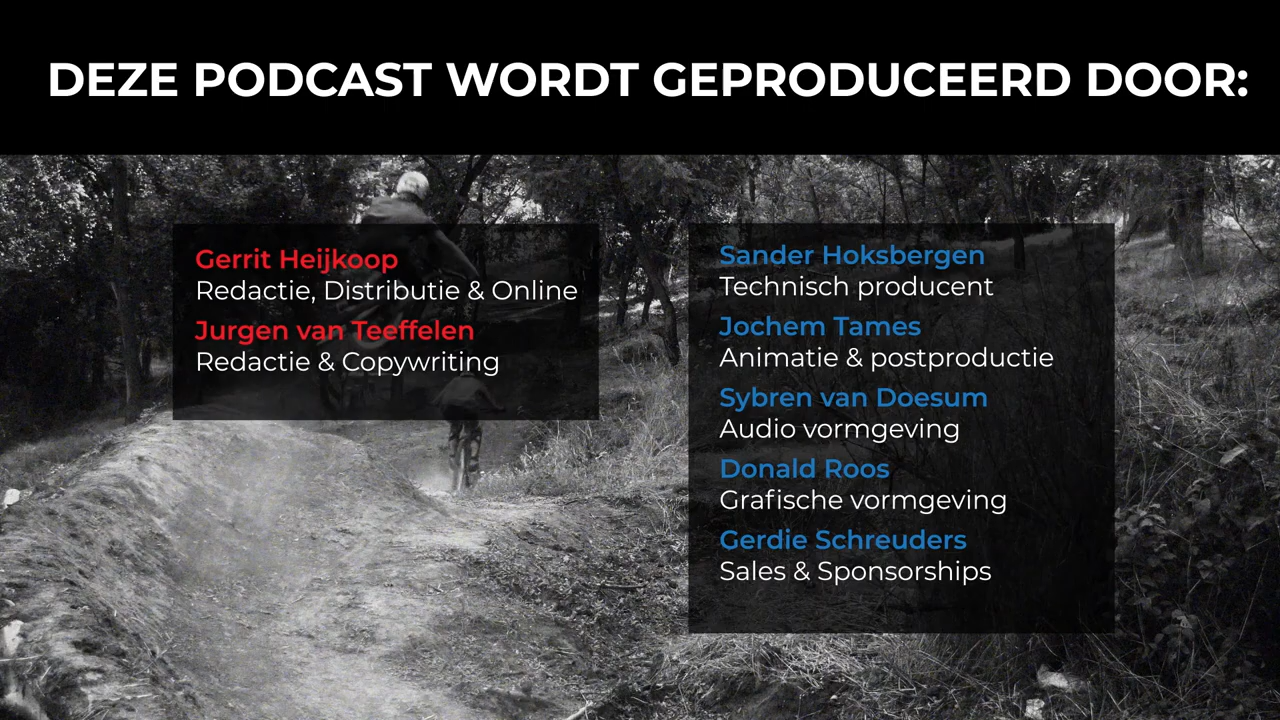 DEZE PODCAST WORDT GEPRODUCEERD DOOR:
Gerrit Heijkoop
Redactie, Distributie & Online
Jurgen van Teeffelen
Redactie & Copywriting
Sander Hoksbergen
Technisch producent
Jochem Tames
Animatie & postproductie
Sybren van Doesum
Audio vormgeving
Donald Roos
Grafische vormgeving
Gerdie Schreuders
Sales & Sponsorships